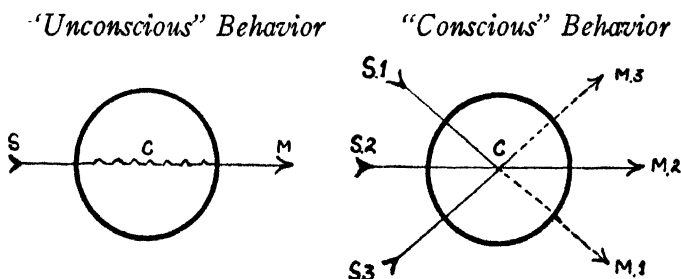 "Unconscious" Behavior
"Conscious" Behavior
S
C
M
S.1
S.2
S.3
C
M.3
M.2
M.1